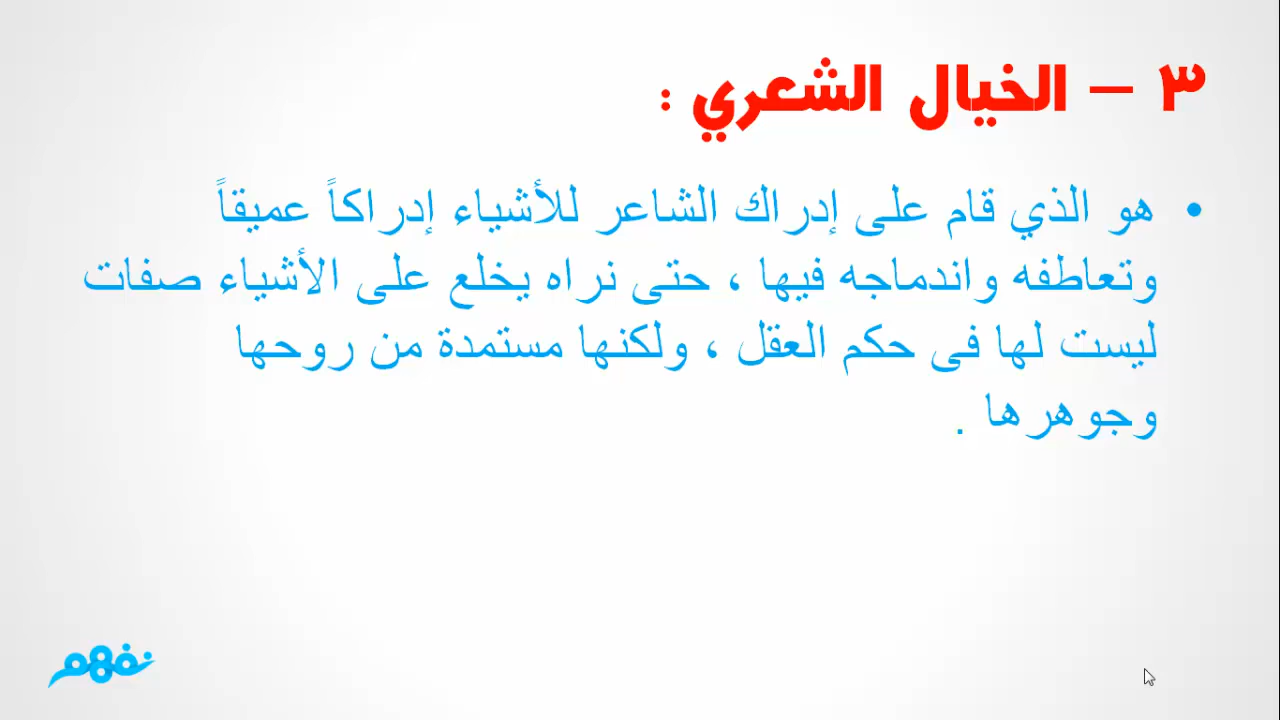 ٣ – الخيال الشعري :
• هو الذي قام على إدراك الشاعر للأشياء إدراكاً عميقاً
وتعاطفه واندماجه فيها ، حتى نراه يخلع على الأشياء صفات
ليست لها فى حكم العقل ، ولكنها مستمدة من روحها
وجوهرها .
نفهم